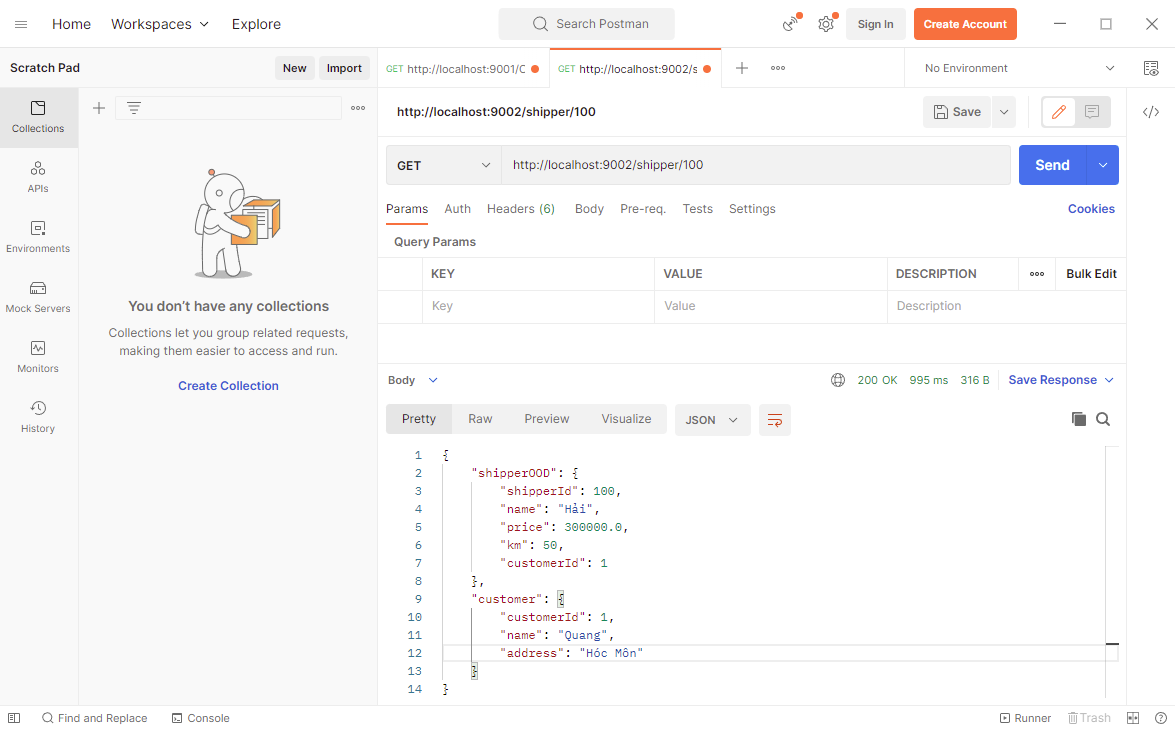 Home Workspaces Explore Search Postman Sign In Create Account
Scratch Pad New Import GET http://localhost:9001/C GET http://localhost:9002/s No Environment
Collections
APIs
Environments
Mock Servers
Monitors
History
You don't have any collections
Collections let you group related requests,
making them easier to access and run.
Create Collection
http://localhost:9002/shipper/100 Save
GET http://localhost:9002/shipper/100 Send
Params Auth Headers (6) Body Pre-req. Tests Settings Cookies
Query Params
KEY VALUE DESCRIPTION Bulk Edit
Key Value Description
Body 200 OK 995 ms 316 B Save Response
Pretty Raw Preview Visualize JSON
1 {
2 "shipperOOD": {
3 "shipperId": 100,
4 "name": "Hải",
5 "price": 300000.0,
6 "km": 50,
7 "customerId": 1
8 },
9 "customer": {
10 "customerId": 1,
11 "name": "Quang",
12 "address": "Hóc Môn"
13 }
14 }
Find and Replace Console Runner Trash